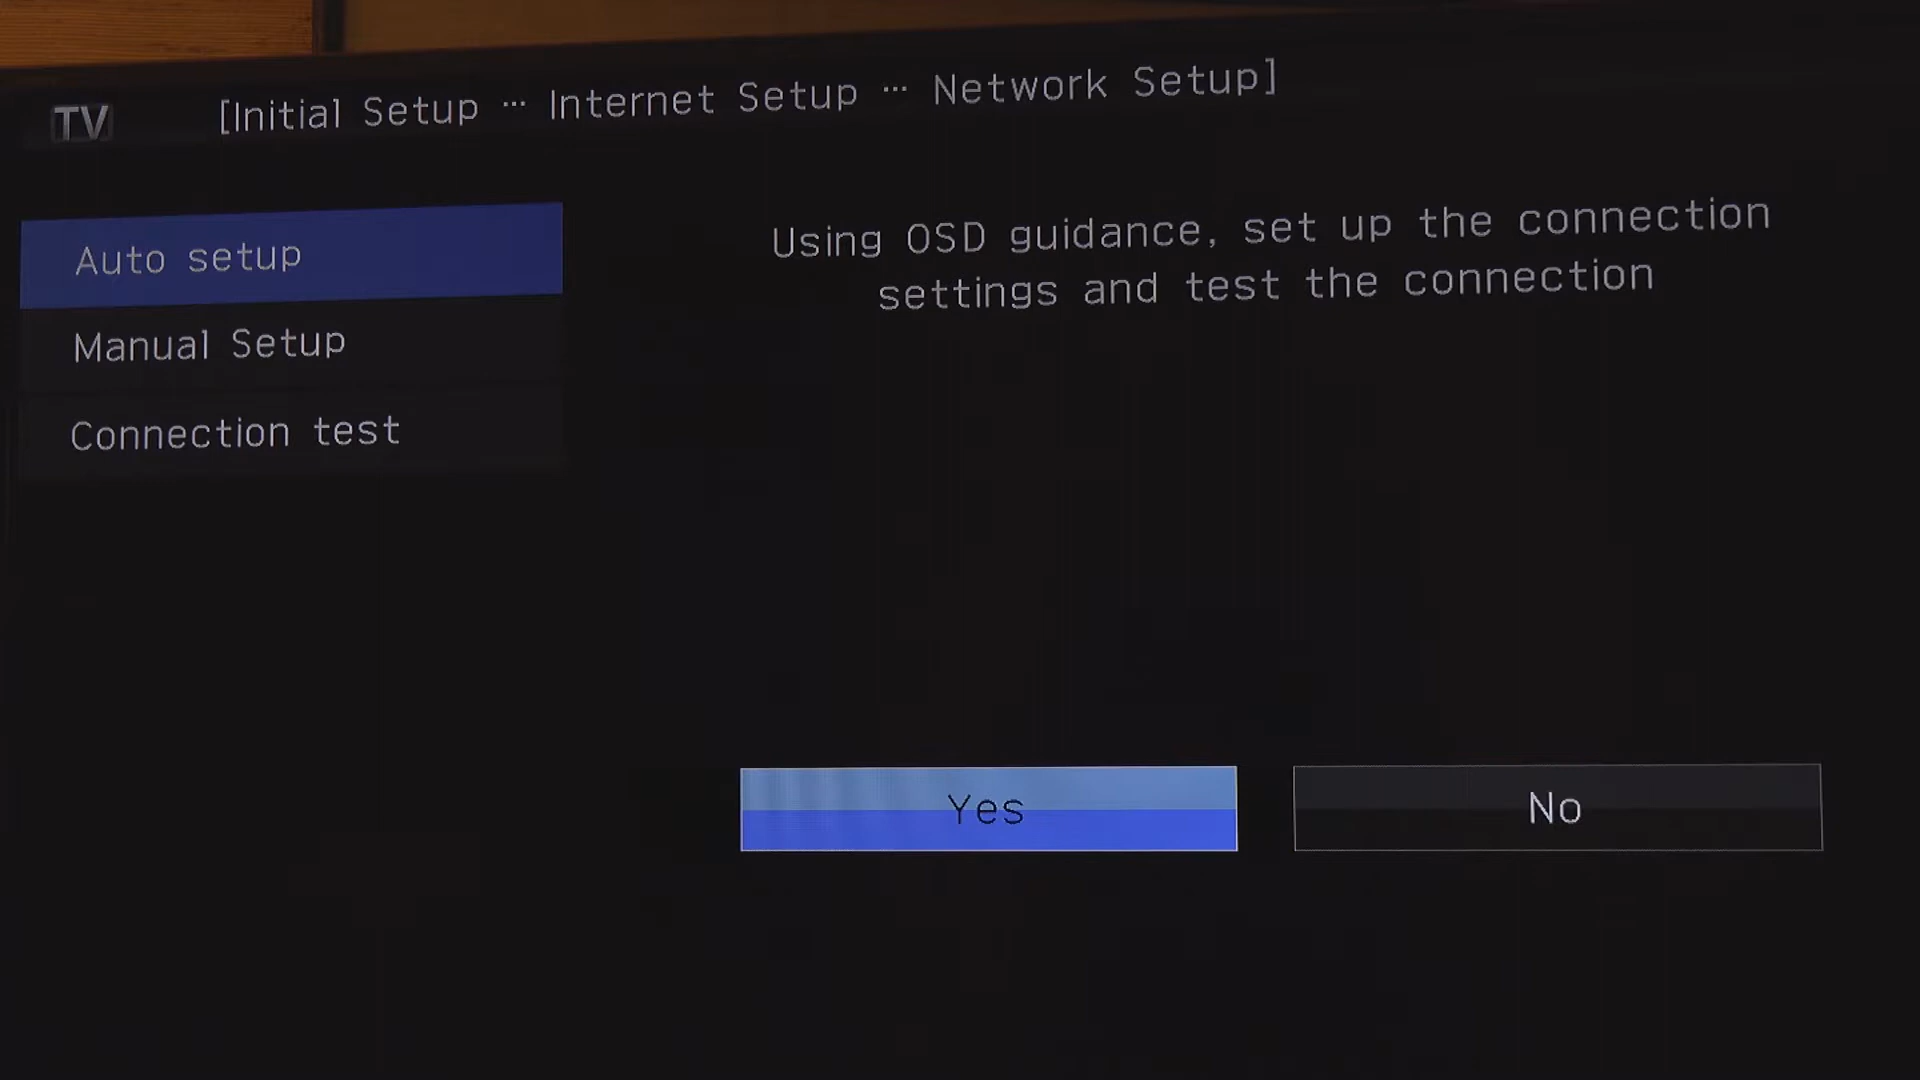 TV
[Initial Setup ... Internet Setup ... Network Setup]
Auto setup
Manual Setup
Connection test
Using OSD guidance, set up the connection
settings and test the connection
Yes
No